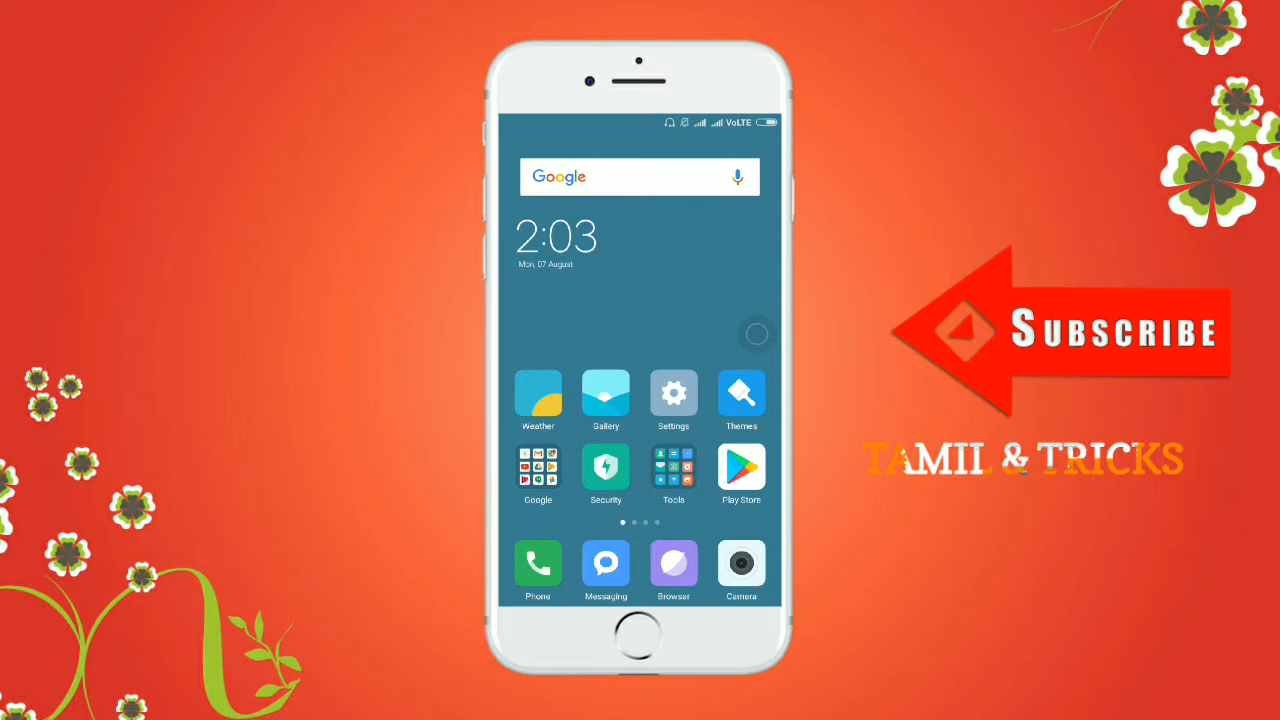 VoLTE
Google
2:03
Mon, 07 August
Weather Gallery Settings Themes
Google Security Tools Play Store
Phone Messaging Browser Camera
SUBSCRIBE
TAMIL & TRICKS